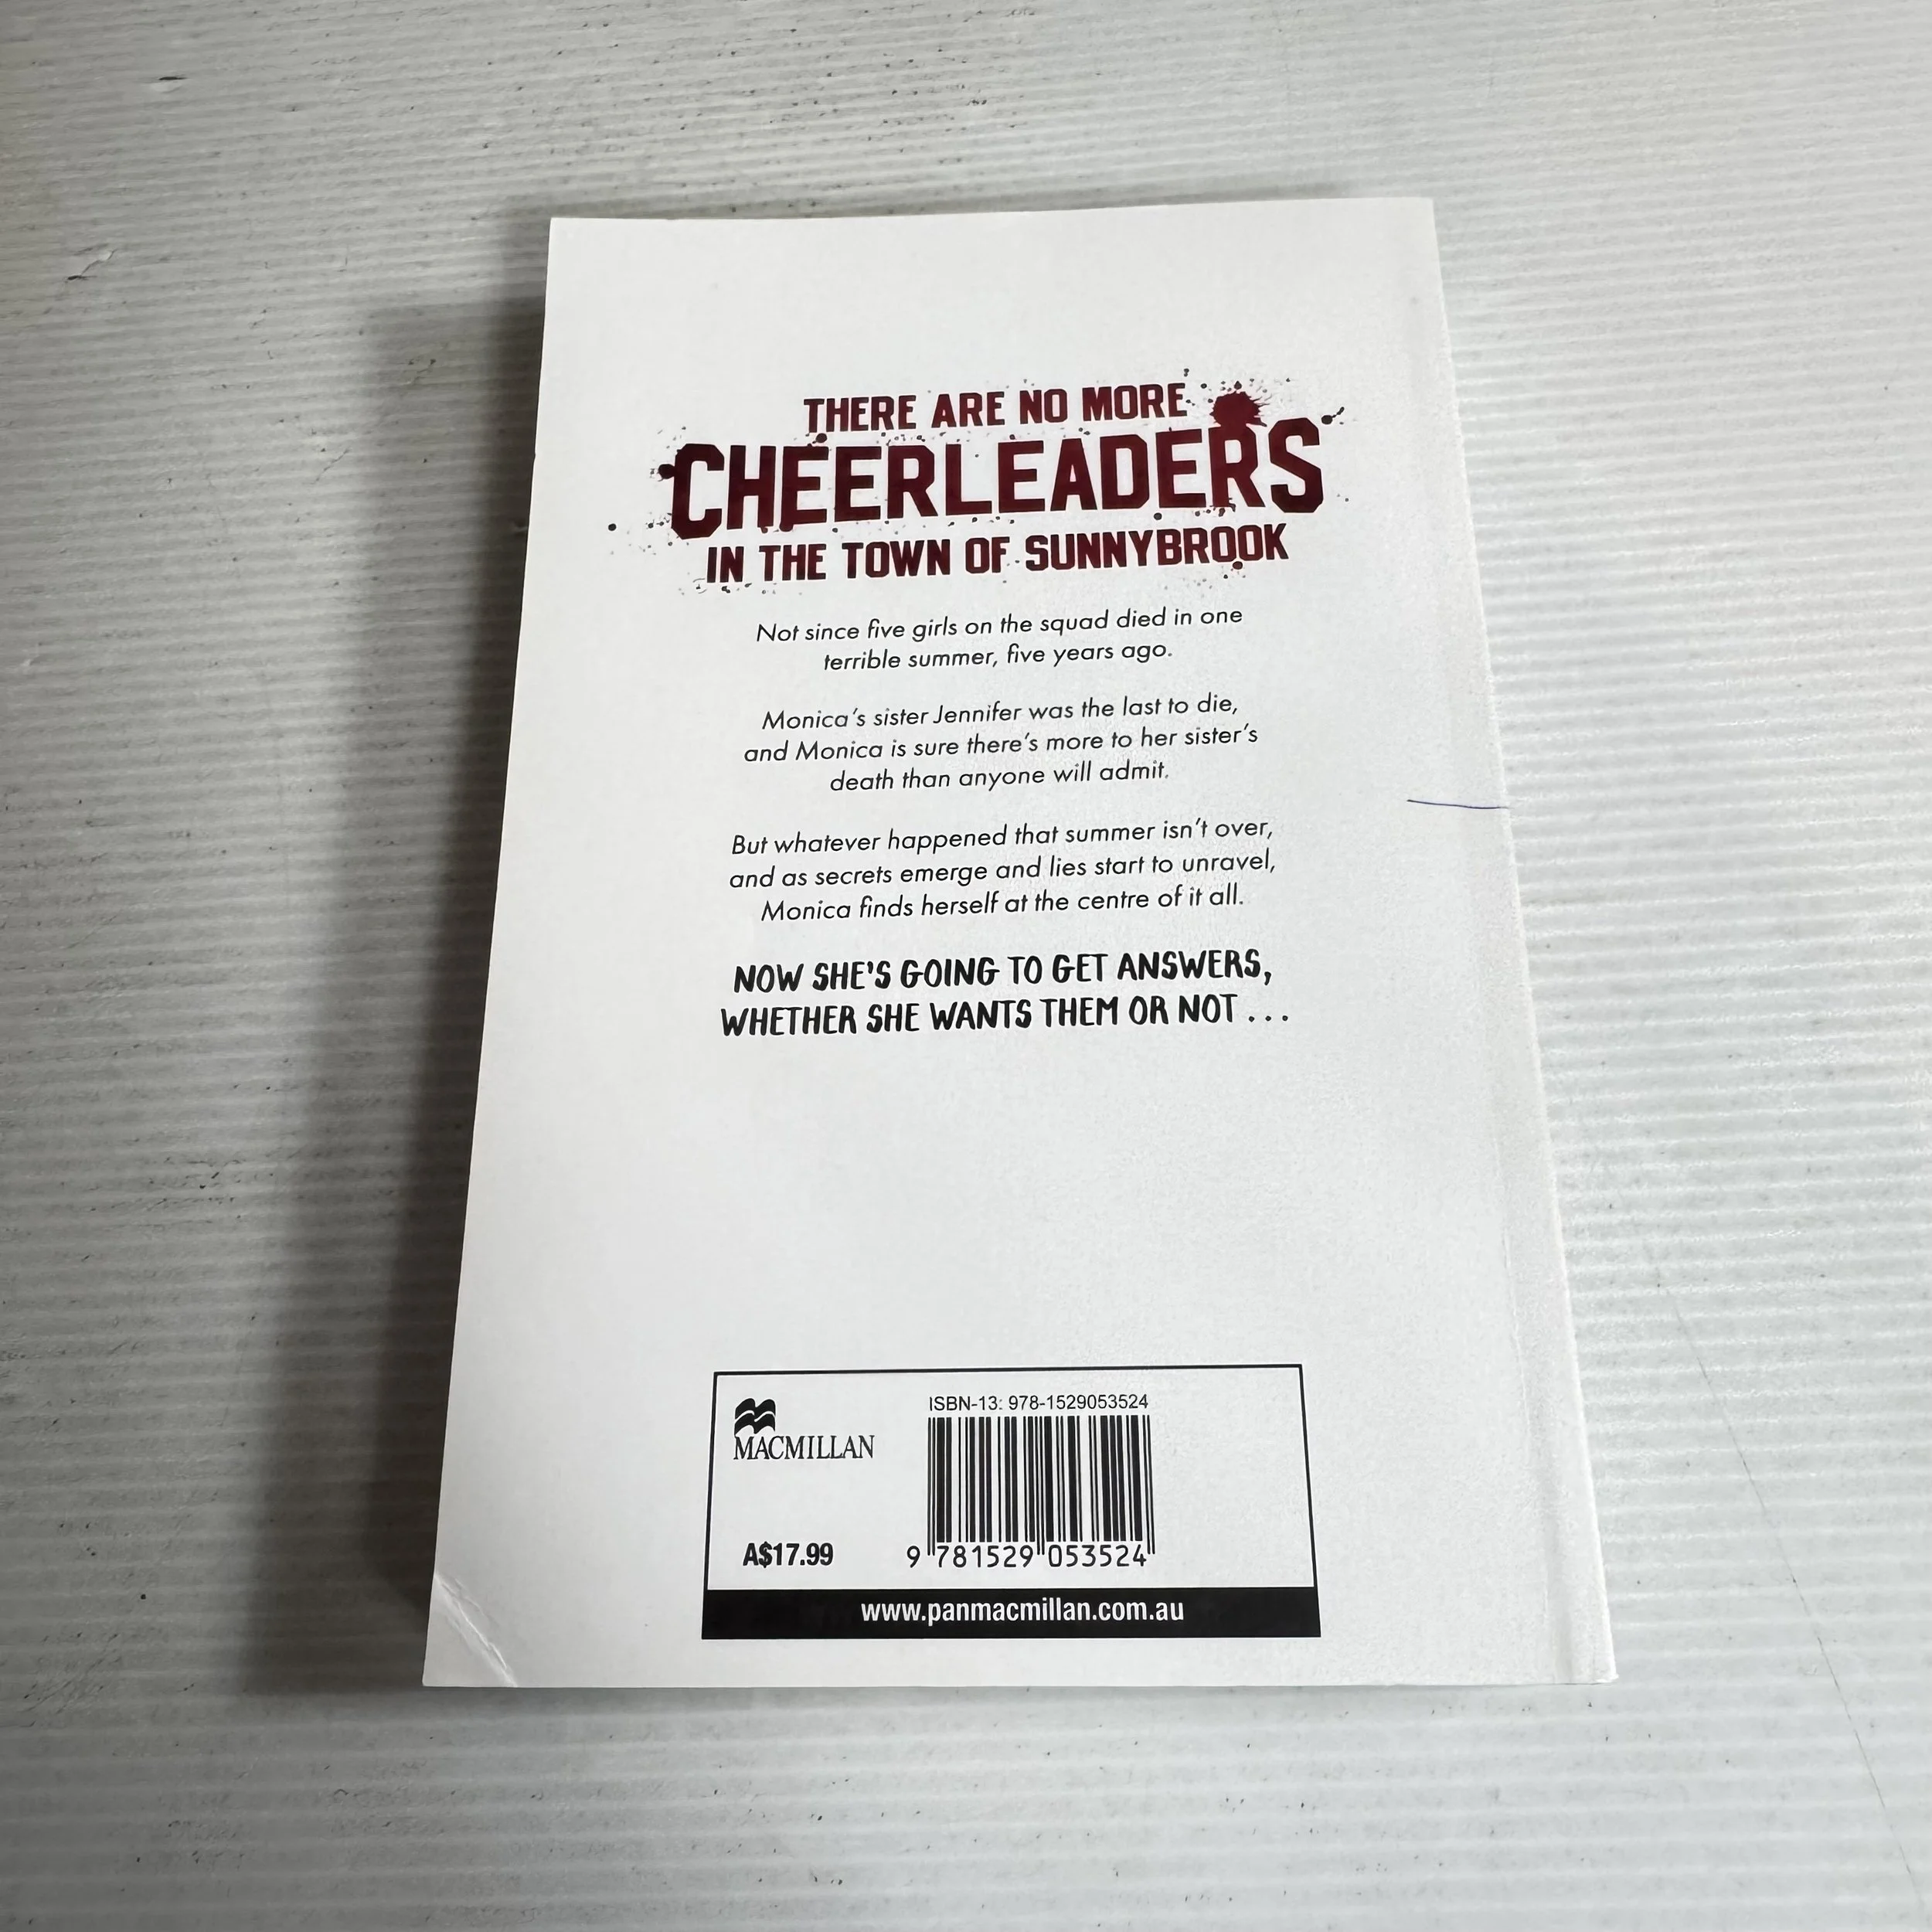 THERE ARE NO MORE
CHEERLEADERS
IN THE TOWN OF SUNNYBROOK
Not since five girls on the squad died in one
terrible summer, five years ago.
Monica's sister Jennifer was the last to die,
and Monica is sure there's more to her sister's
death than anyone will admit.
But whatever happened that summer isn't over,
and as secrets emerge and lies start to unravel,
Monica finds herself at the centre of it all.
NOW SHE'S GOING TO GET ANSWERS,
WHETHER SHE WANTS THEM OR NOT . . .
MACMILLAN
A$17.99
ISBN-13: 978-1529053524
9 781529 053524
www.panmacmillan.com.au